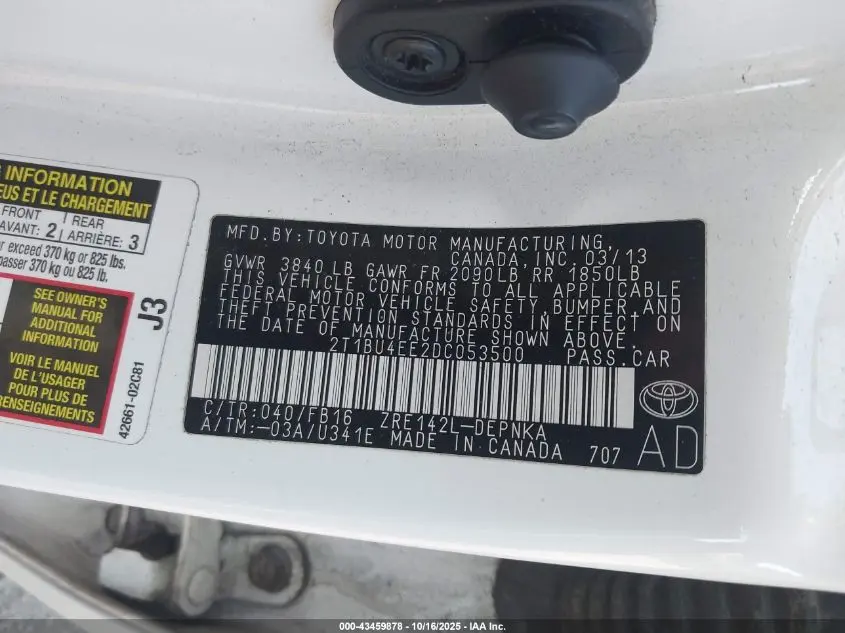 INFORMATION
EUS ET LE CHARGEMENT
FRONT
AVANT: 2
REAR
ARRIÈRE: 3
r exceed 370 kg or 825 lbs.
passer 370 kg ou 825 lb.
SEE OWNER'S
MANUAL FOR
ADDITIONAL
INFORMATION
VOIR LE MANUEL
DE L'USAGER
POUR PLUS DE
RENSEIGNEMENTS
J3
42661-02C81
MFD.BY:TOYOTA MOTOR MANUFACTURING,
CANADA,INC.03/13
GVWR 3840LB GAWR FR 2090LB RR 1850LB
THIS VEHICLE CONFORMS TO ALL APPLICABLE
FEDERAL MOTOR VEHICLE SAFETY,BUMPER,AND
THEFT PREVENTION STANDARDS IN EFFECT ON
THE DATE OF MANUFACTURE SHOWN ABOVE.
2T1BU4EE2DC053500 PASS.CAR
C/TR:040/FB16 ZRE142L-DEPNKA
A/TM:-03A/U341E MADE IN CANADA 707
TOYOTA
AD
000-43459878 - 10/16/2025 - IAA Inc.